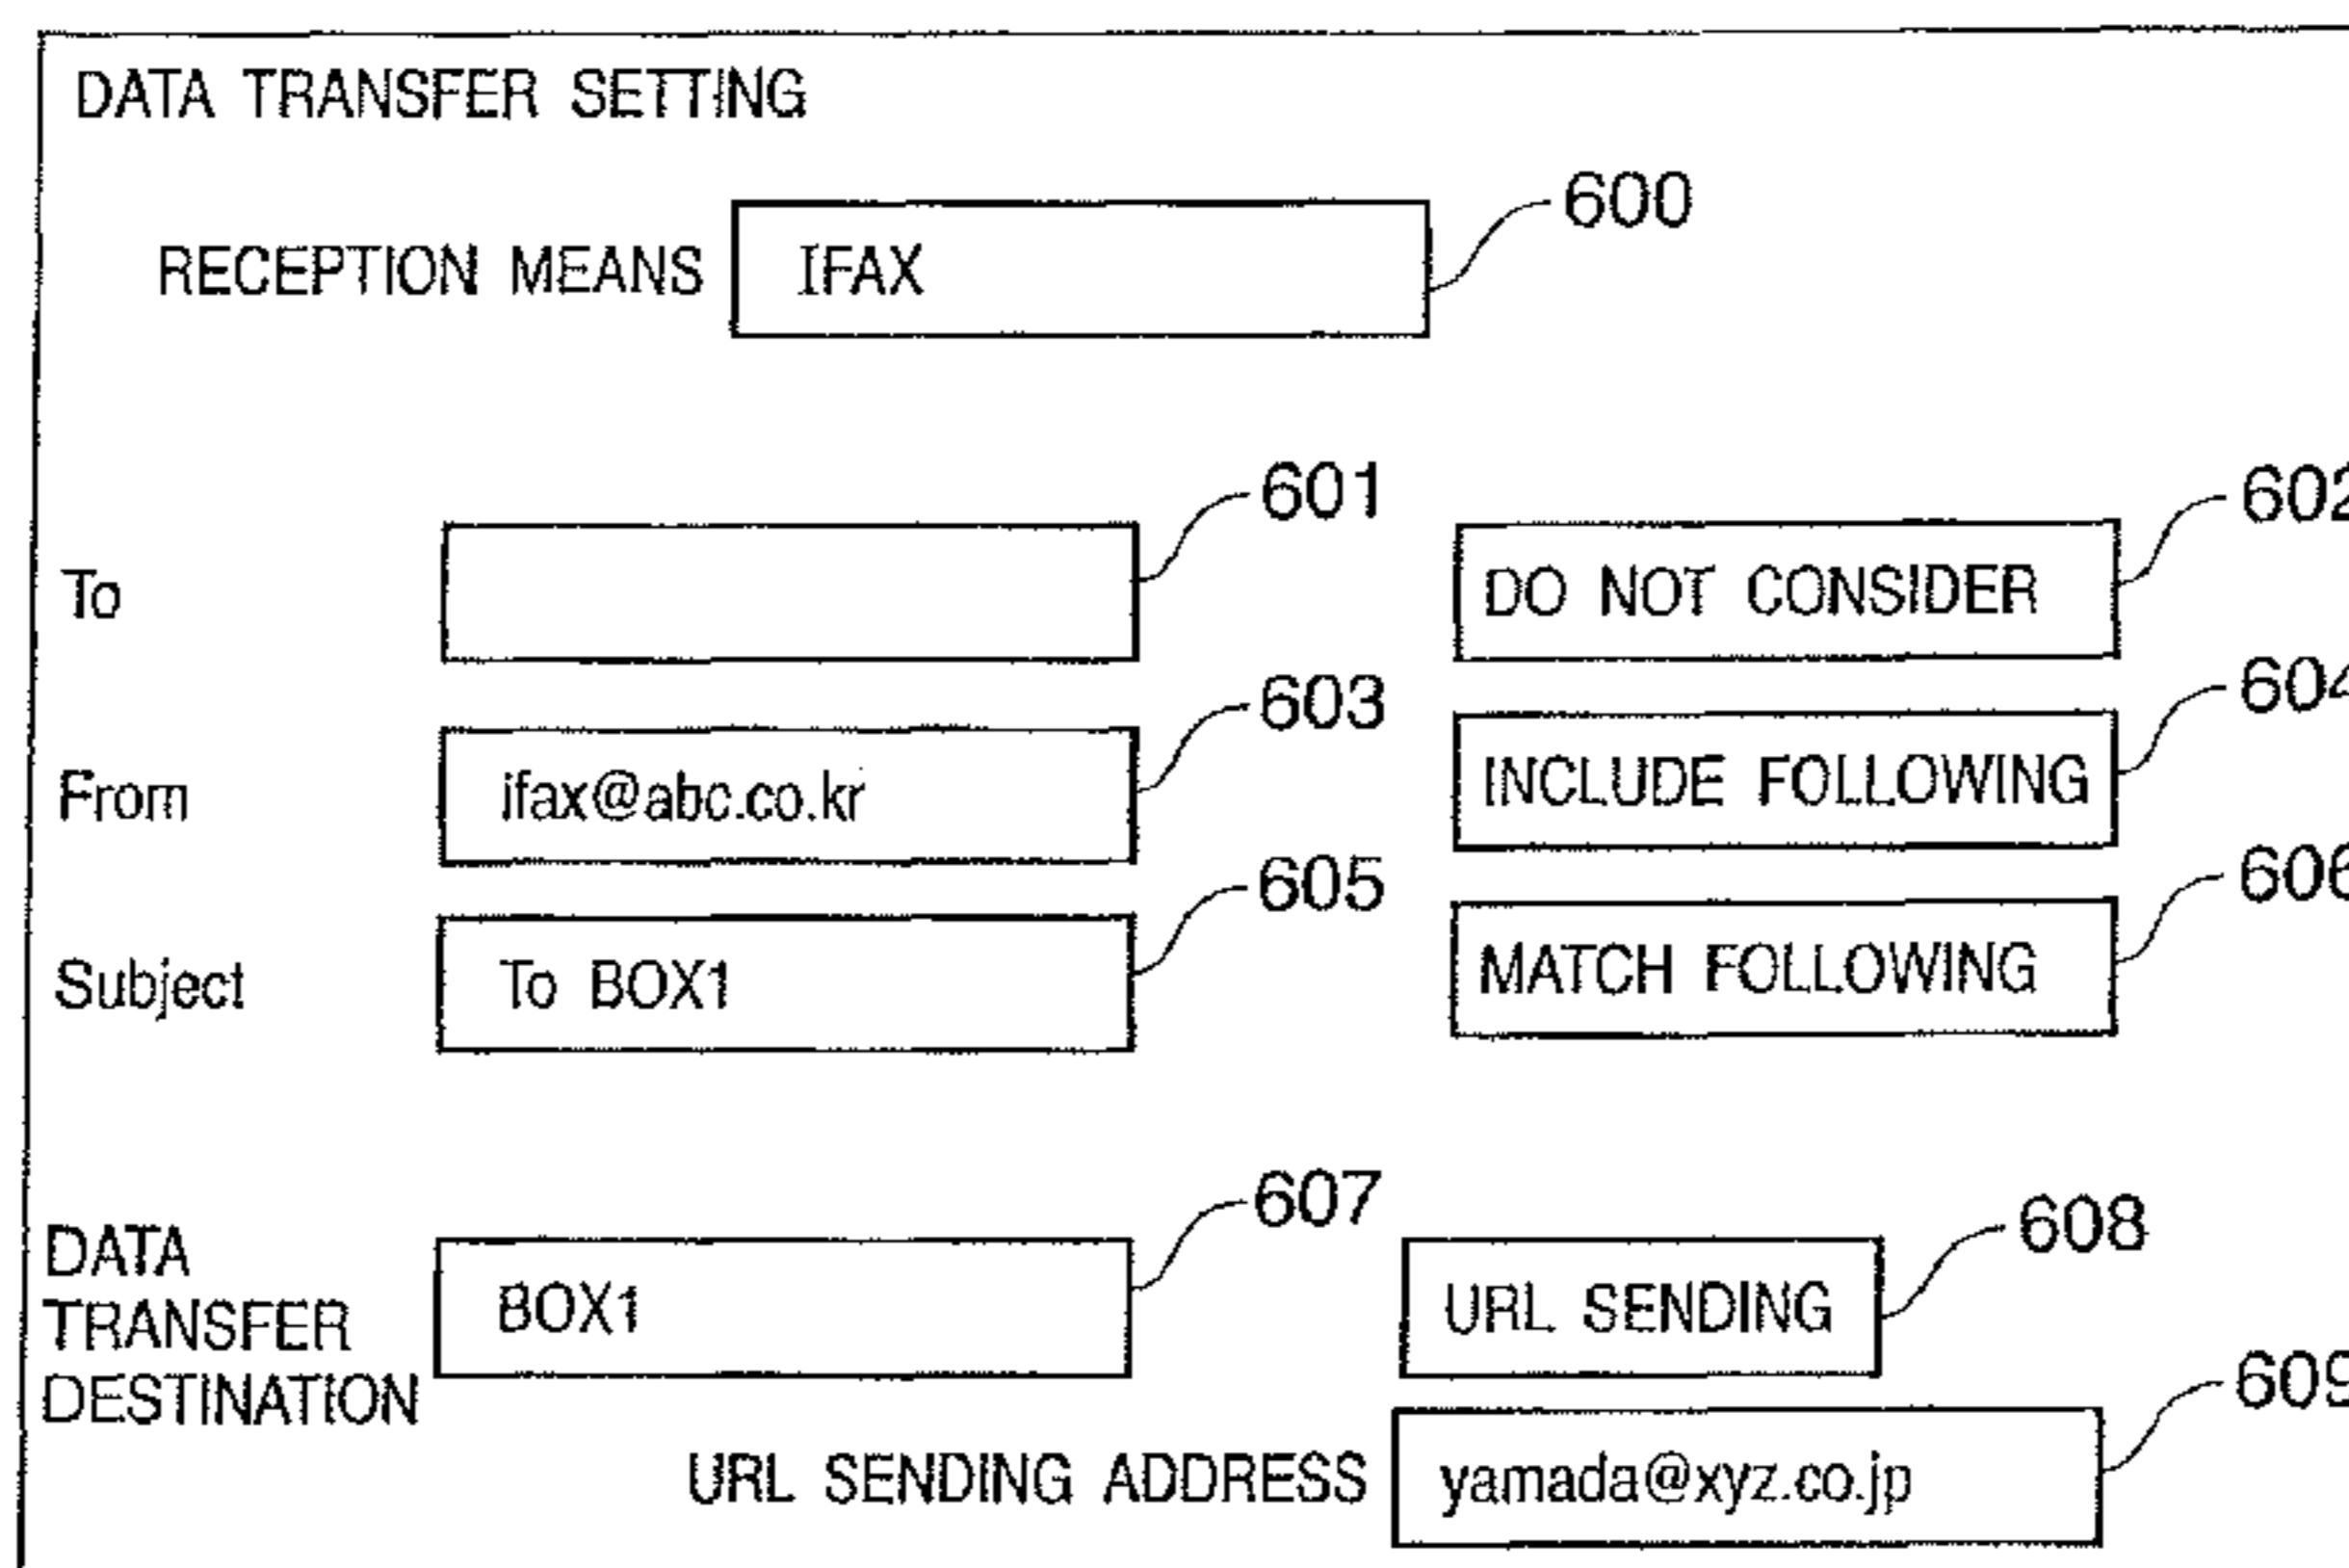 DATA TRANSFER SETTING
600
RECEPTION MEANS IFAX
601 602
To DO NOT CONSIDER
603 604
From ifax@abc.co.kr INCLUDE FOLLOWING
605 606
Subject To BOX1 MATCH FOLLOWING
607 608
DATA
TRANSFER BOX1 URL SENDING
DESTINATION 609
URL SENDING ADDRESS yamada@xyz.co.jp